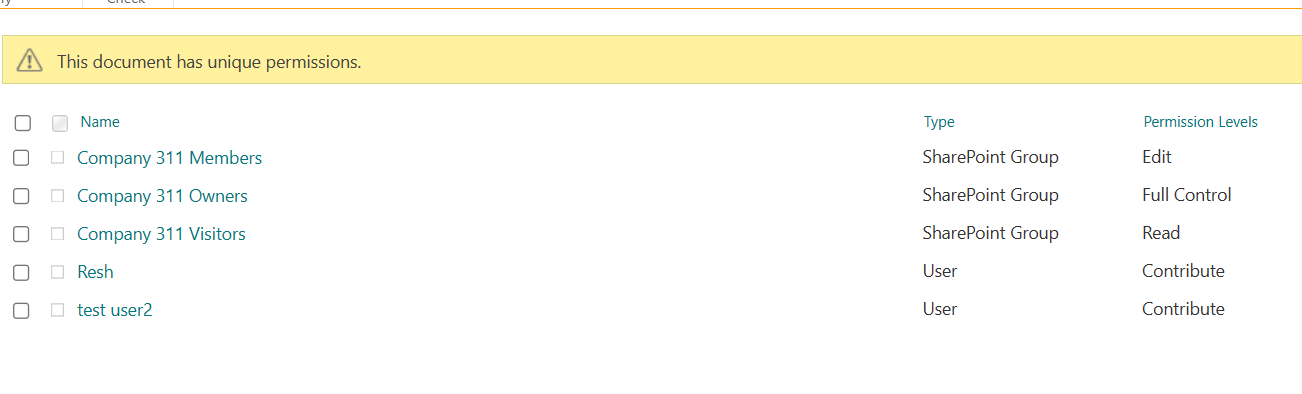 Check
This document has unique permissions.
Name Type Permission Levels
Company 311 Members SharePoint Group Edit
Company 311 Owners SharePoint Group Full Control
Company 311 Visitors SharePoint Group Read
Resh User Contribute
test user2 User Contribute